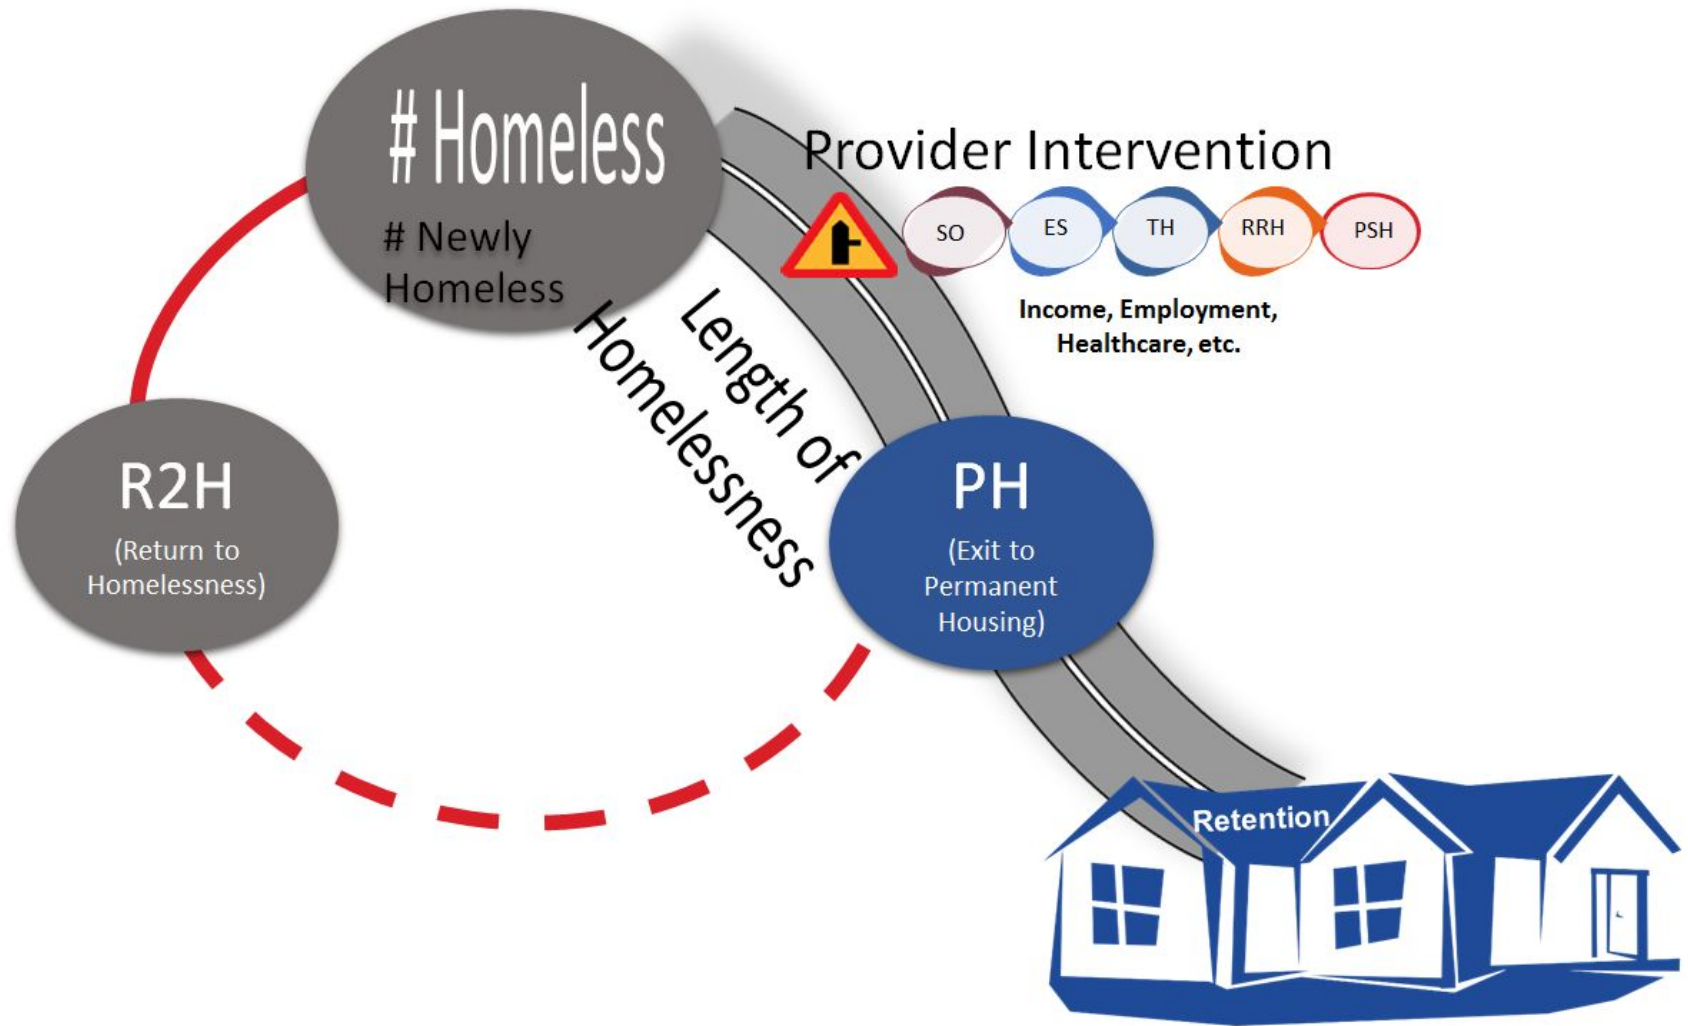 # Homeless
# Newly
Homeless
Provider Intervention
SO
ES
TH
RRH
PSH
Income, Employment,
Healthcare, etc.
Length of
Homelessness
R2H
(Return to
Homelessness)
PH
(Exit to
Permanent
Housing)
Retention